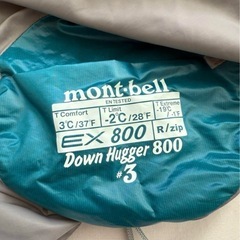 mont·bell
EN TESTED
T Comfort T Limit T Extreme
3°C/37°F -2°C/28°F -19°C
-1°F
EX 800 R/zip
Down Hugger 800
#3